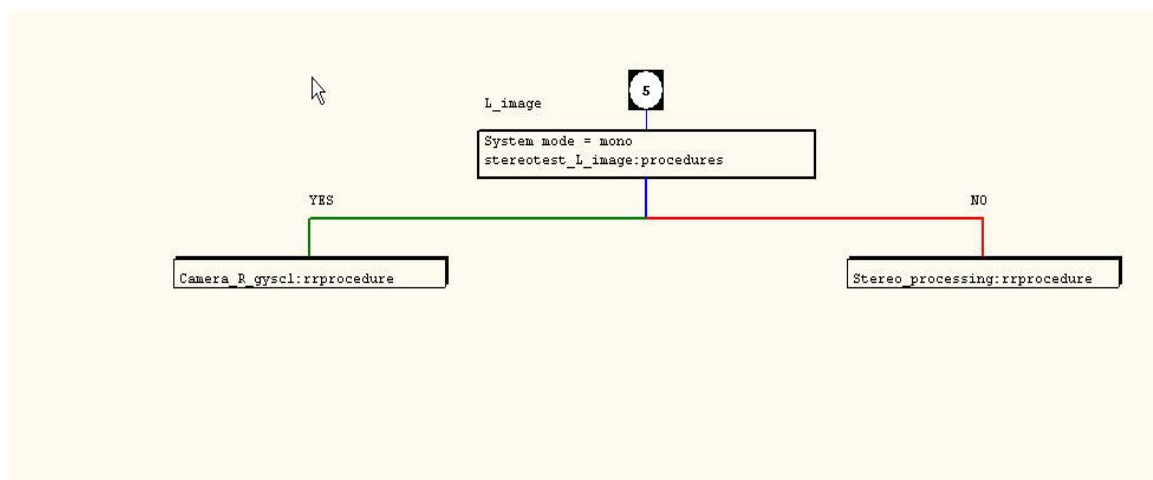 5
L_image
System mode = mono
stereotest_L_image:procedures
YES
NO
Camera_R_gyscl:rrprocedure
Stereo_processing:rrprocedure